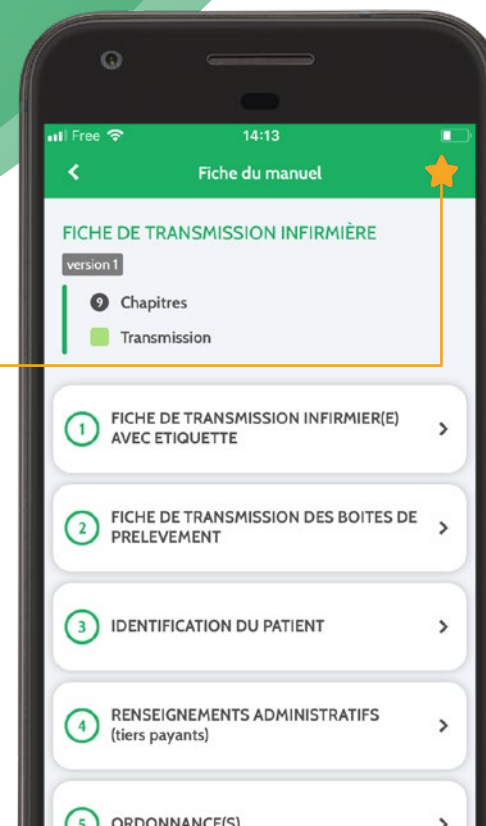 Free 14:13
Fiche du manuel
FICHE DE TRANSMISSION INFIRMIÈRE
version 1
9 Chapitres
Transmission
1 FICHE DE TRANSMISSION INFIRMIER(E)
AVEC ETIQUETTE
2 FICHE DE TRANSMISSION DES BOITES DE
PRELEVEMENT
3 IDENTIFICATION DU PATIENT
4 RENSEIGNEMENTS ADMINISTRATIFS
(tiers payants)
5 ORDONNANCE(S)